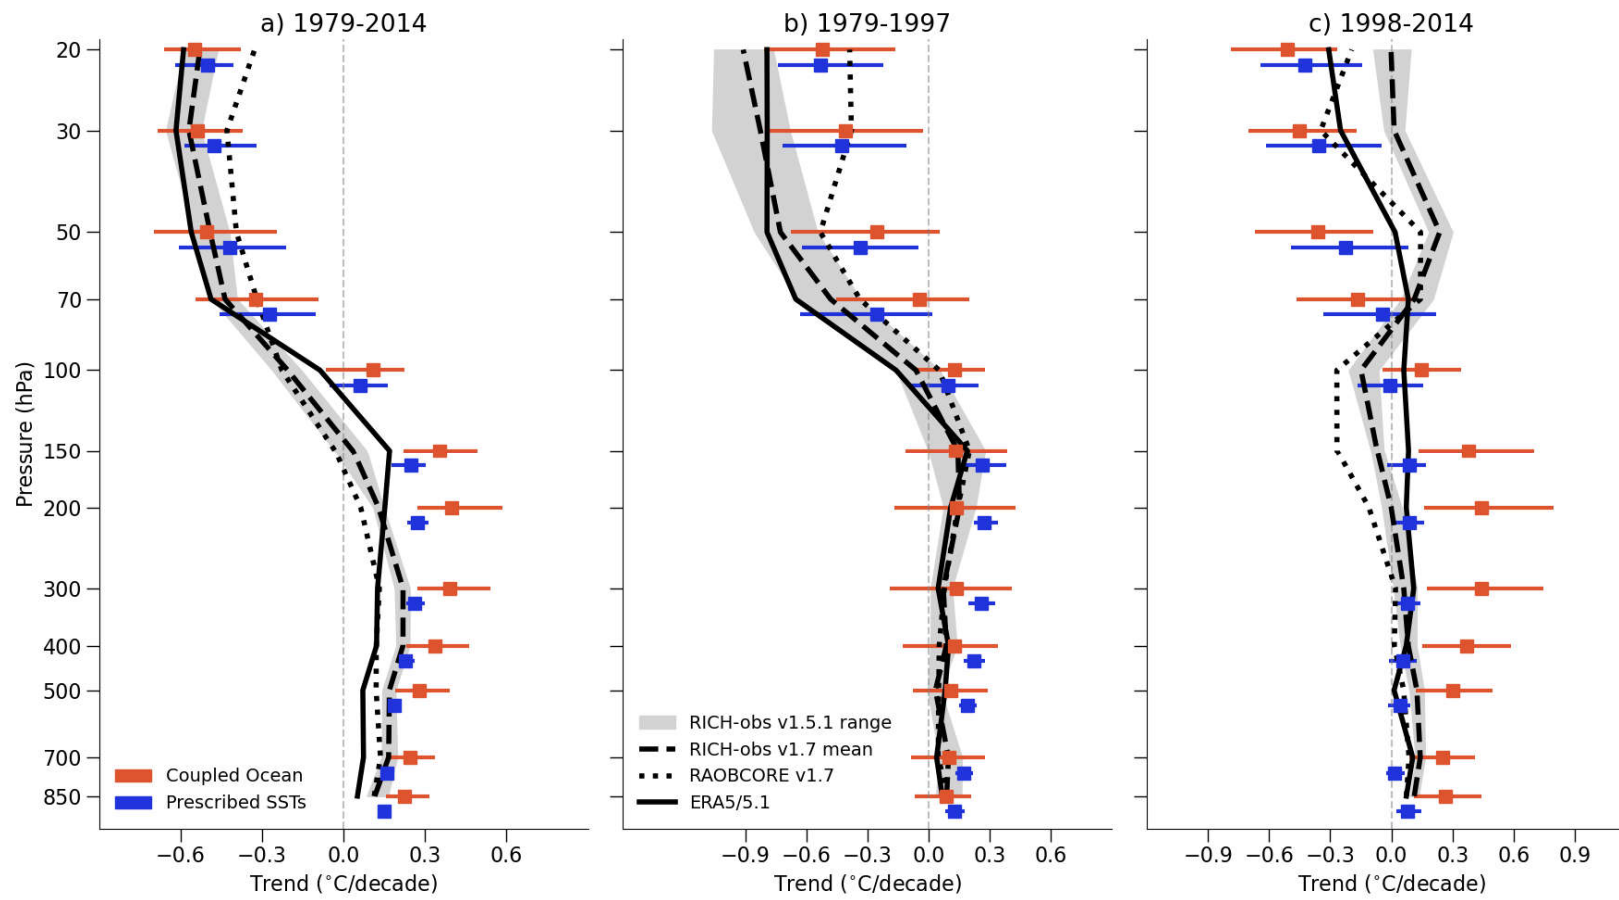 a) 1979-2014
b) 1979-1997
c) 1998-2014
Pressure (hPa)
20
30
50
70
100
150
200
300
400
500
700
850
Coupled Ocean
Prescribed SSTs
RICH-obs v1.5.1 range
RICH-obs v1.7 mean
RAOBCORE v1.7
ERA5/5.1
−0.6 −0.3 0.0 0.3 0.6
−0.9 −0.6 −0.3 0.0 0.3 0.6
−0.9 −0.6 −0.3 0.0 0.3 0.6 0.9
Trend (°C/decade)
Trend (°C/decade)
Trend (°C/decade)